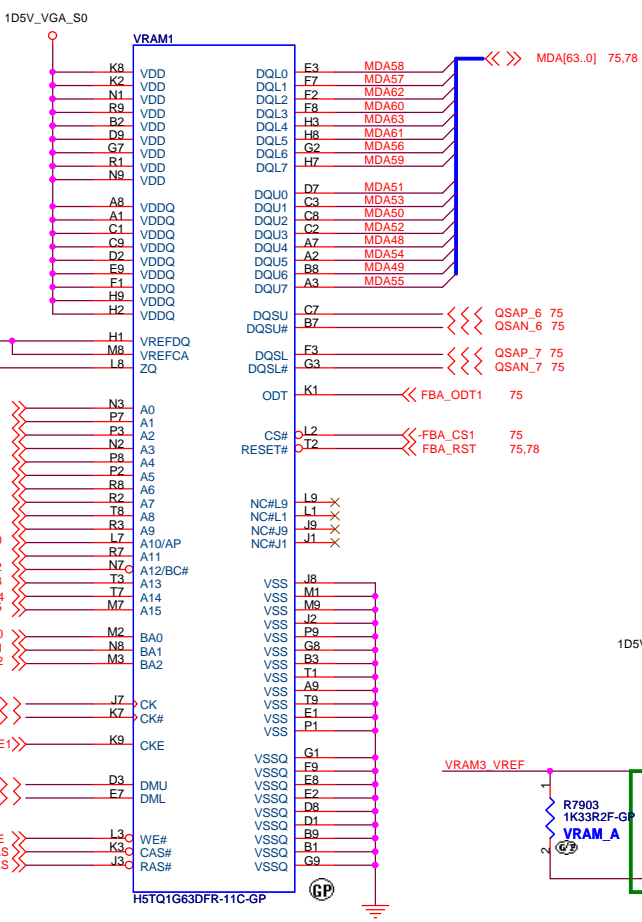 1D5V_VGA_S0
VRAM1
K8 VDD DQL0 E3 MDA58 MDA[63..0] 75,78
K2 VDD DQL1 F7 MDA57
N1 VDD DQL2 F2 MDA62
R9 VDD DQL3 F8 MDA60
B2 VDD DQL4 H3 MDA63
D9 VDD DQL5 H8 MDA61
G7 VDD DQL6 G2 MDA56
R1 VDD DQL7 H7 MDA59
N9 VDD
DQU0 D7 MDA51
A8 VDDQ DQU1 C3 MDA53
A1 VDDQ DQU2 C8 MDA50
C1 VDDQ DQU3 C2 MDA52
C9 VDDQ DQU4 A7 MDA48
D2 VDDQ DQU5 A2 MDA54
E9 VDDQ DQU6 B8 MDA49
F1 VDDQ DQU7 A3 MDA55
H9 VDDQ
H2 VDDQ DQSU C7 QSAP_6 75
DQSU# B7 QSAN_6 75
H1 VREFDQ
M8 VREFCA DQSL F3 QSAP_7 75
L8 ZQ DQSL# G3 QSAN_7 75
ODT K1 FBA_ODT1 75
N3 A0
P7 A1
P3 A2 CS# L2 -FBA_CS1 75
N2 A3 RESET# T2 FBA_RST 75,78
P8 A4
P2 A5
R8 A6
R2 A7 NC#L9 L9
T8 A8 NC#L1 L1
R3 A9 NC#J9 J9
L7 A10/AP NC#J1 J1
R7 A11
N7 A12/BC#
T3 A13 VSS J8
T7 A14 VSS M1
M7 A15 VSS M9
VSS J2
M2 BA0 VSS P9
N8 BA1 VSS G8
M3 BA2 VSS B3
VSS T1
VSS A9
J7 CK VSS T9
K7 CK# VSS E1
VSS P1
E1 K9 CKE
VSSQ G1
VSSQ F9
D3 DMU VSSQ E8
E7 DML VSSQ E2
VSSQ D8
VSSQ D1
L3 WE# VSSQ B9
K3 CAS# VSSQ B1
J3 RAS# VSSQ G9
H5TQ1G63DFR-11C-GP
GP
1D5V
VRAM3_VREF
1
R7903
1K33R2F-GP
VRAM_A
2